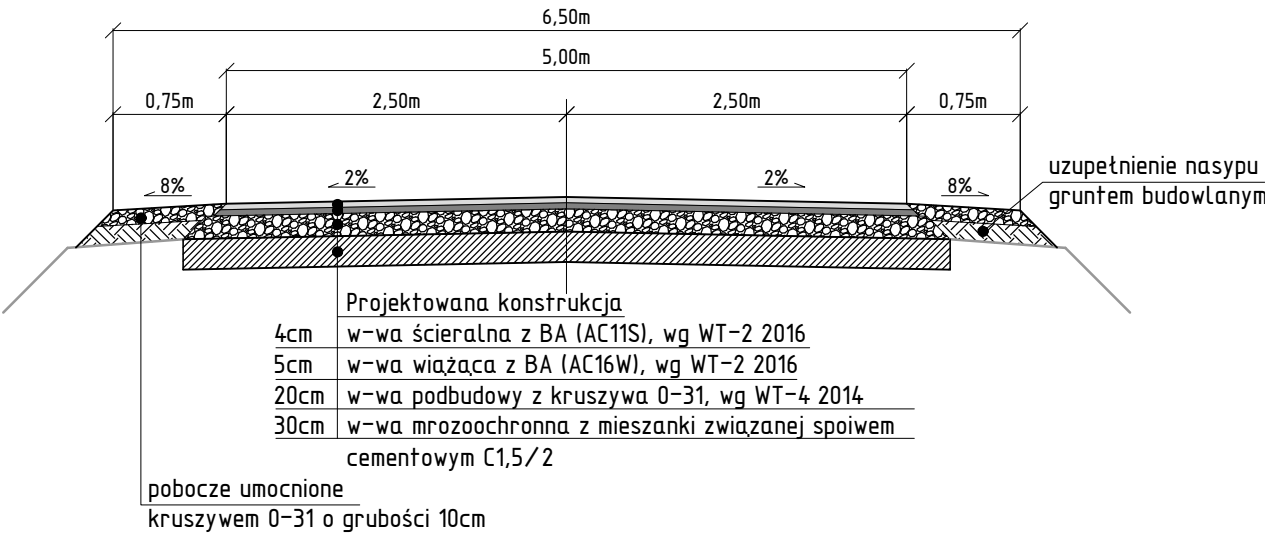 6,50m
5,00m
0,75m 2,50m 2,50m 0,75m
8% 2% 2% 8%
uzupełnienie nasypu
gruntem budowlanym
Projektowana konstrukcja
4cm w-wa ścieralna z BA (AC11S), wg WT-2 2016
5cm w-wa wiążąca z BA (AC16W), wg WT-2 2016
20cm w-wa podbudowy z kruszywa 0-31, wg WT-4 2014
30cm w-wa mrozoochronna z mieszanki związanej spoiwem
cementowym C1,5/2
pobocze umocnione
kruszywem 0-31 o grubości 10cm